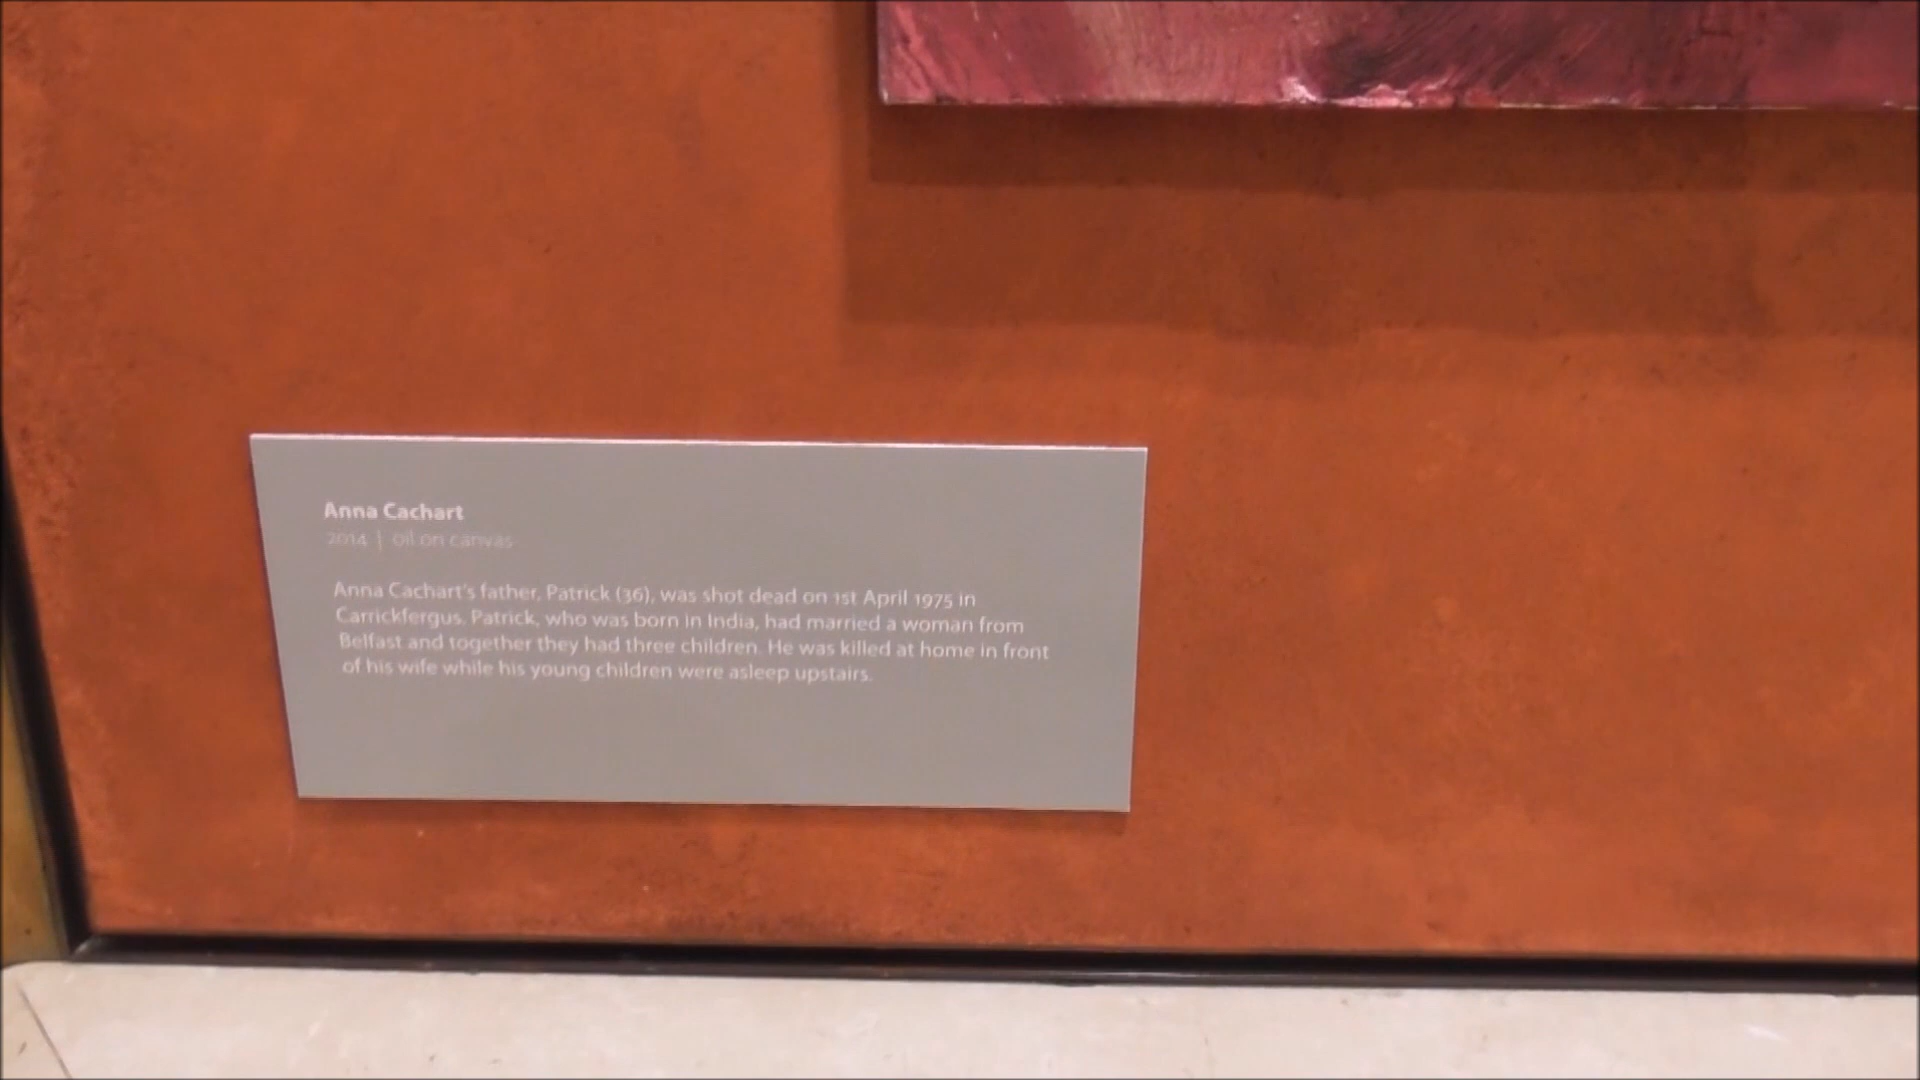 Anna Cachart
2014 | oil on canvas
Anna Cachart's father, Patrick (36), was shot dead on 1st April 1975 in
Carrickfergus. Patrick, who was born in India, had married a woman from
Belfast and together they had three children. He was killed at home in front
of his wife while his young children were asleep upstairs.